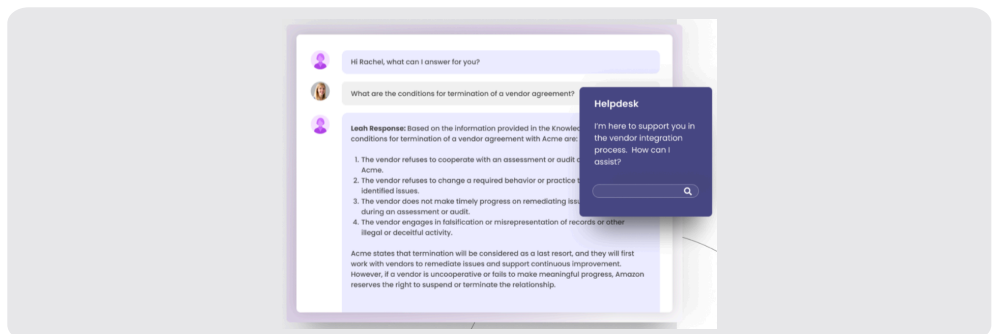 Hi Rachel, what can I answer for you?
What are the conditions for termination of a vendor agreement?
Leah Response: Based on the information provided in the
conditions for termination of a vendor agreement with Acme are:
1. The vendor refuses to cooperate with an assessment or audit
Acme.
2. The vendor refuses to change a required behavior or practice
identified issues.
3. The vendor does not make timely progress on remediating
during an assessment or audit.
4. The vendor engages in falsification or misrepresentation of records or other
illegal or deceitful activity.
Acme states that termination will be considered as a last resort, and they will first
work with vendors to remediate issues and support continuous improvement.
However, if a vendor is uncooperative or fails to make meaningful progress, Amazon
reserves the right to suspend or terminate the relationship.
Helpdesk
I'm here to support you in
the vendor integration
process. How can I
assist?